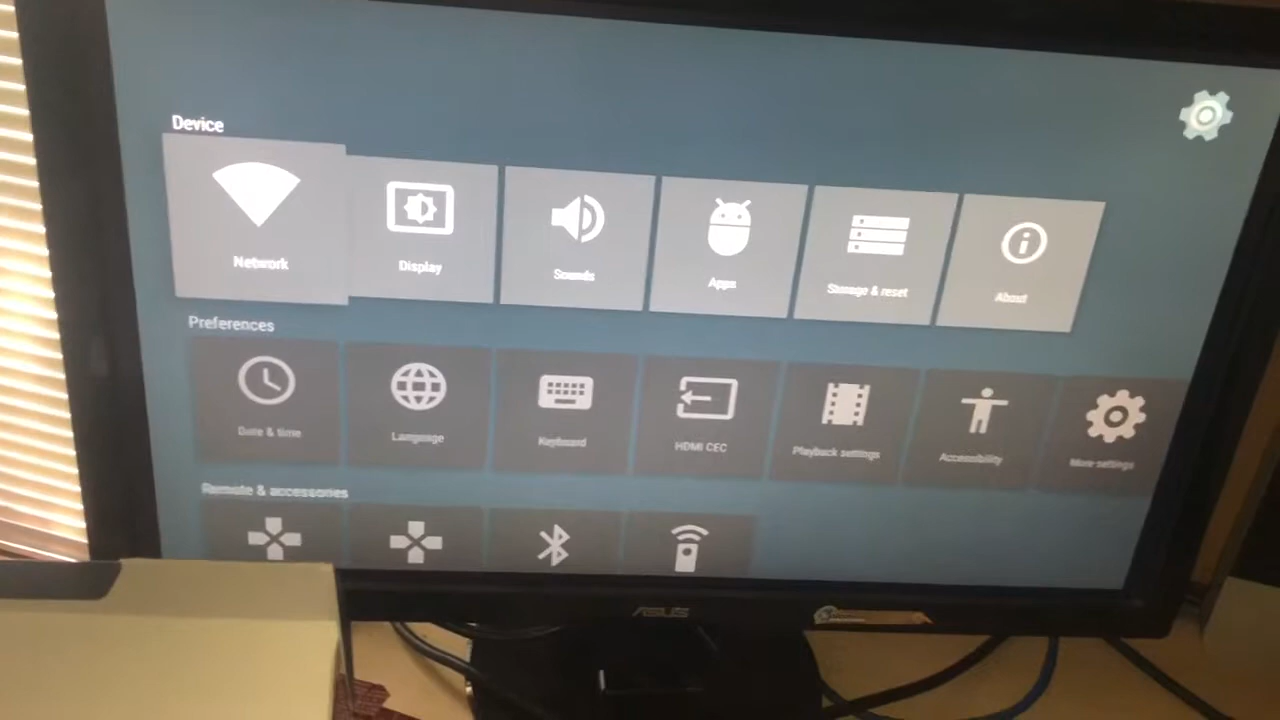 Device
Network
Display
Sounds
Apps
Storage & reset
About
Preferences
Date & time
Language
Keyboard
HDMI CEC
Playback settings
Accessibility
More settings
Remote & accessories
ASUS